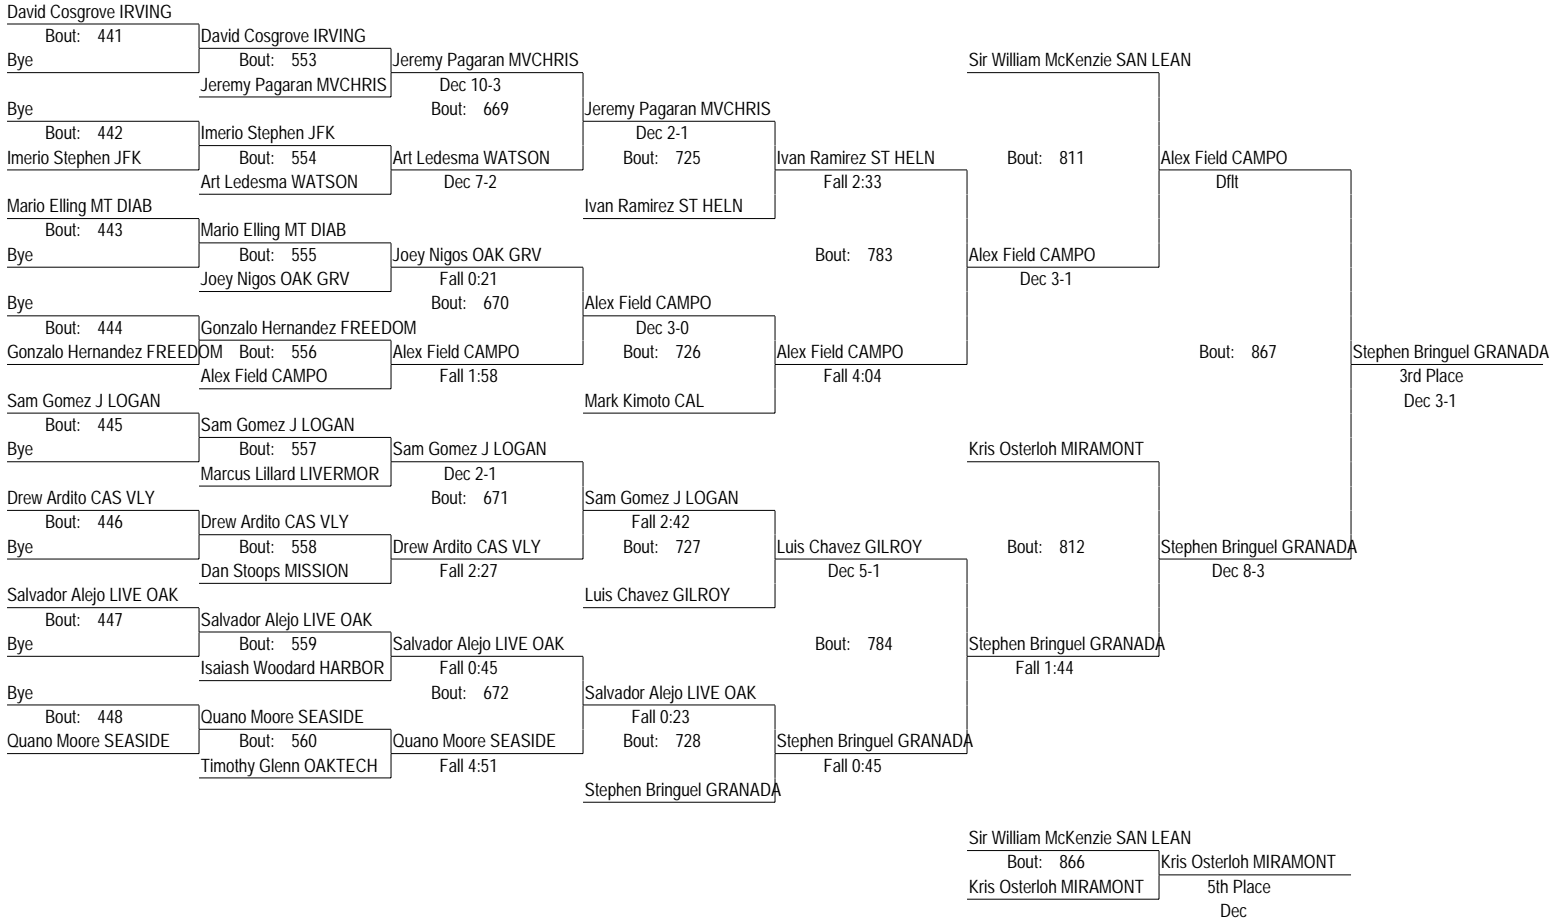 David Cosgrove IRVING
Bout: 441
David Cosgrove IRVING
Bye
Bout: 553
Jeremy Pagaran MVCHRIS
Sir William McKenzie SAN LEAN
Jeremy Pagaran MVCHRIS
Dec 10-3
Bye
Bout: 669
Jeremy Pagaran MVCHRIS
Bout: 442
Imerio Stephen JFK
Dec 2-1
Imerio Stephen JFK
Bout: 554
Art Ledesma WATSON
Bout: 725
Ivan Ramirez ST HELN
Bout: 811
Alex Field CAMPO
Art Ledesma WATSON
Dec 7-2
Fall 2:33
Dflt
Mario Elling MT DIAB
Ivan Ramirez ST HELN
Bout: 443
Mario Elling MT DIAB
Bye
Bout: 555
Joey Nigos OAK GRV
Bout: 783
Alex Field CAMPO
Joey Nigos OAK GRV
Fall 0:21
Dec 3-1
Bye
Bout: 670
Alex Field CAMPO
Bout: 444
Gonzalo Hernandez FREEDOM
Dec 3-0
Gonzalo Hernandez FREEDOM
Bout: 556
Alex Field CAMPO
Bout: 726
Alex Field CAMPO
Bout: 867
Stephen Bringuel GRANADA
Alex Field CAMPO
Fall 1:58
Fall 4:04
3rd Place
Sam Gomez J LOGAN
Mark Kimoto CAL
Dec 3-1
Bout: 445
Sam Gomez J LOGAN
Bye
Bout: 557
Sam Gomez J LOGAN
Kris Osterloh MIRAMONT
Marcus Lillard LIVERMOR
Dec 2-1
Drew Ardito CAS VLY
Bout: 671
Sam Gomez J LOGAN
Bout: 446
Drew Ardito CAS VLY
Fall 2:42
Bye
Bout: 558
Drew Ardito CAS VLY
Bout: 727
Luis Chavez GILROY
Bout: 812
Stephen Bringuel GRANADA
Dan Stoops MISSION
Fall 2:27
Dec 5-1
Dec 8-3
Salvador Alejo LIVE OAK
Luis Chavez GILROY
Bout: 447
Salvador Alejo LIVE OAK
Bye
Bout: 559
Salvador Alejo LIVE OAK
Bout: 784
Stephen Bringuel GRANADA
Isaiash Woodard HARBOR
Fall 0:45
Fall 1:44
Bye
Bout: 672
Salvador Alejo LIVE OAK
Bout: 448
Quano Moore SEASIDE
Fall 0:23
Quano Moore SEASIDE
Bout: 560
Quano Moore SEASIDE
Bout: 728
Stephen Bringuel GRANADA
Timothy Glenn OAKTECH
Fall 4:51
Fall 0:45
Stephen Bringuel GRANADA
Sir William McKenzie SAN LEAN
Bout: 866
Kris Osterloh MIRAMONT
Kris Osterloh MIRAMONT
5th Place
Dec